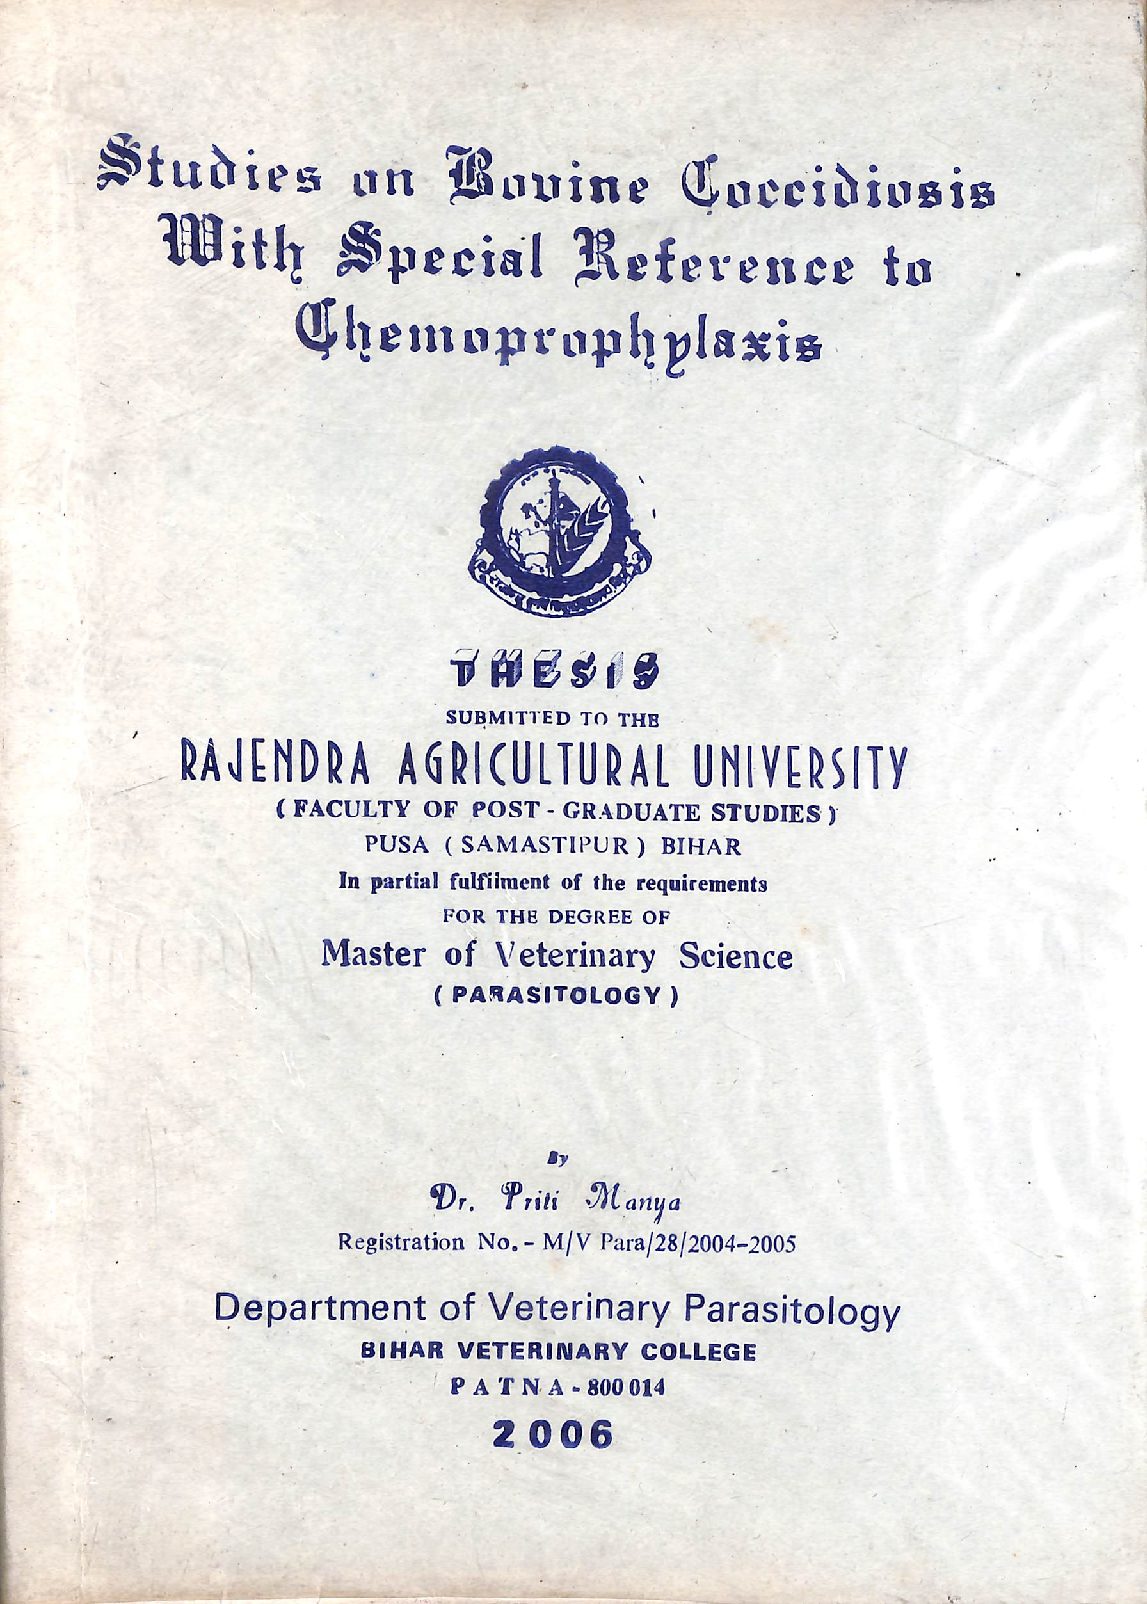 Studies on Bovine Coccidiosis
With Special Reference to
Chemoprophylaxis
THESIS
SUBMITTED TO THE
RAJENDRA AGRICULTURAL UNIVERSITY
( FACULTY OF POST - GRADUATE STUDIES )
PUSA ( SAMASTIPUR ) BIHAR
In partial fulfilment of the requirements
FOR THE DEGREE OF
Master of Veterinary Science
( PARASITOLOGY )
By
Dr. Priti Manya
Registration No. - M/V Para/28/2004-2005
Department of Veterinary Parasitology
BIHAR VETERINARY COLLEGE
PATNA - 800 014
2006